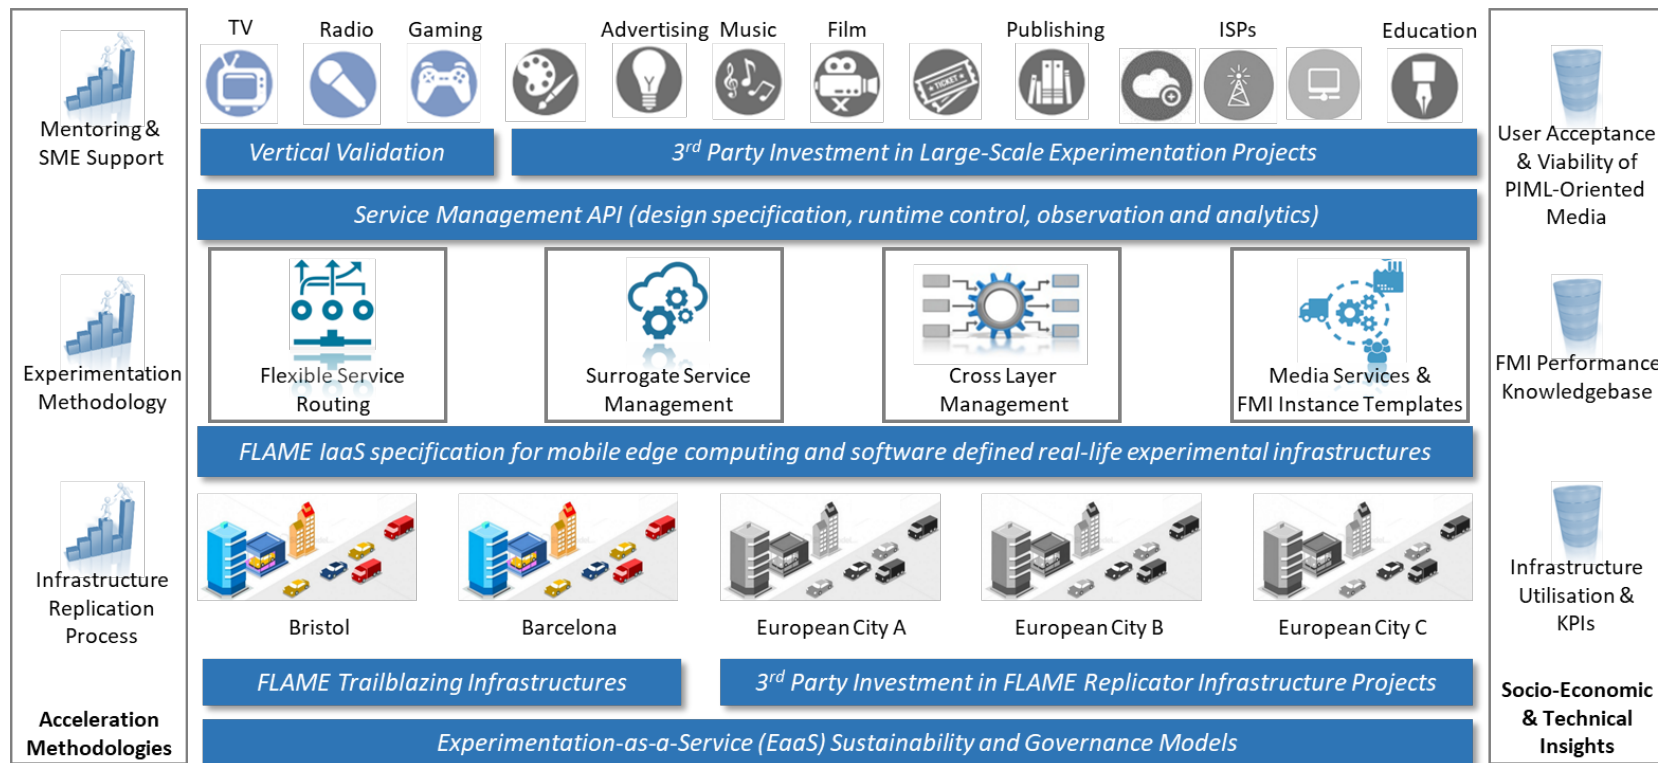 TV
Radio
Gaming
Advertising
Music
Film
Publishing
ISPs
Education
TICKET
Vertical Validation
3rd Party Investment in Large-Scale Experimentation Projects
Service Management API (design specification, runtime control, observation and analytics)
Mentoring &
SME Support
Experimentation
Methodology
Infrastructure
Replication
Process
Acceleration
Methodologies
Flexible Service
Routing
Surrogate Service
Management
Cross Layer
Management
Media Services &
FMI Instance Templates
FLAME IaaS specification for mobile edge computing and software defined real-life experimental infrastructures
Bristol
Barcelona
European City A
European City B
European City C
FLAME Trailblazing Infrastructures
3rd Party Investment in FLAME Replicator Infrastructure Projects
Experimentation-as-a-Service (EaaS) Sustainability and Governance Models
User Acceptance
& Viability of
PIML-Oriented
Media
FMI Performance
Knowledgebase
Infrastructure
Utilisation &
KPIs
Socio-Economic
& Technical
Insights